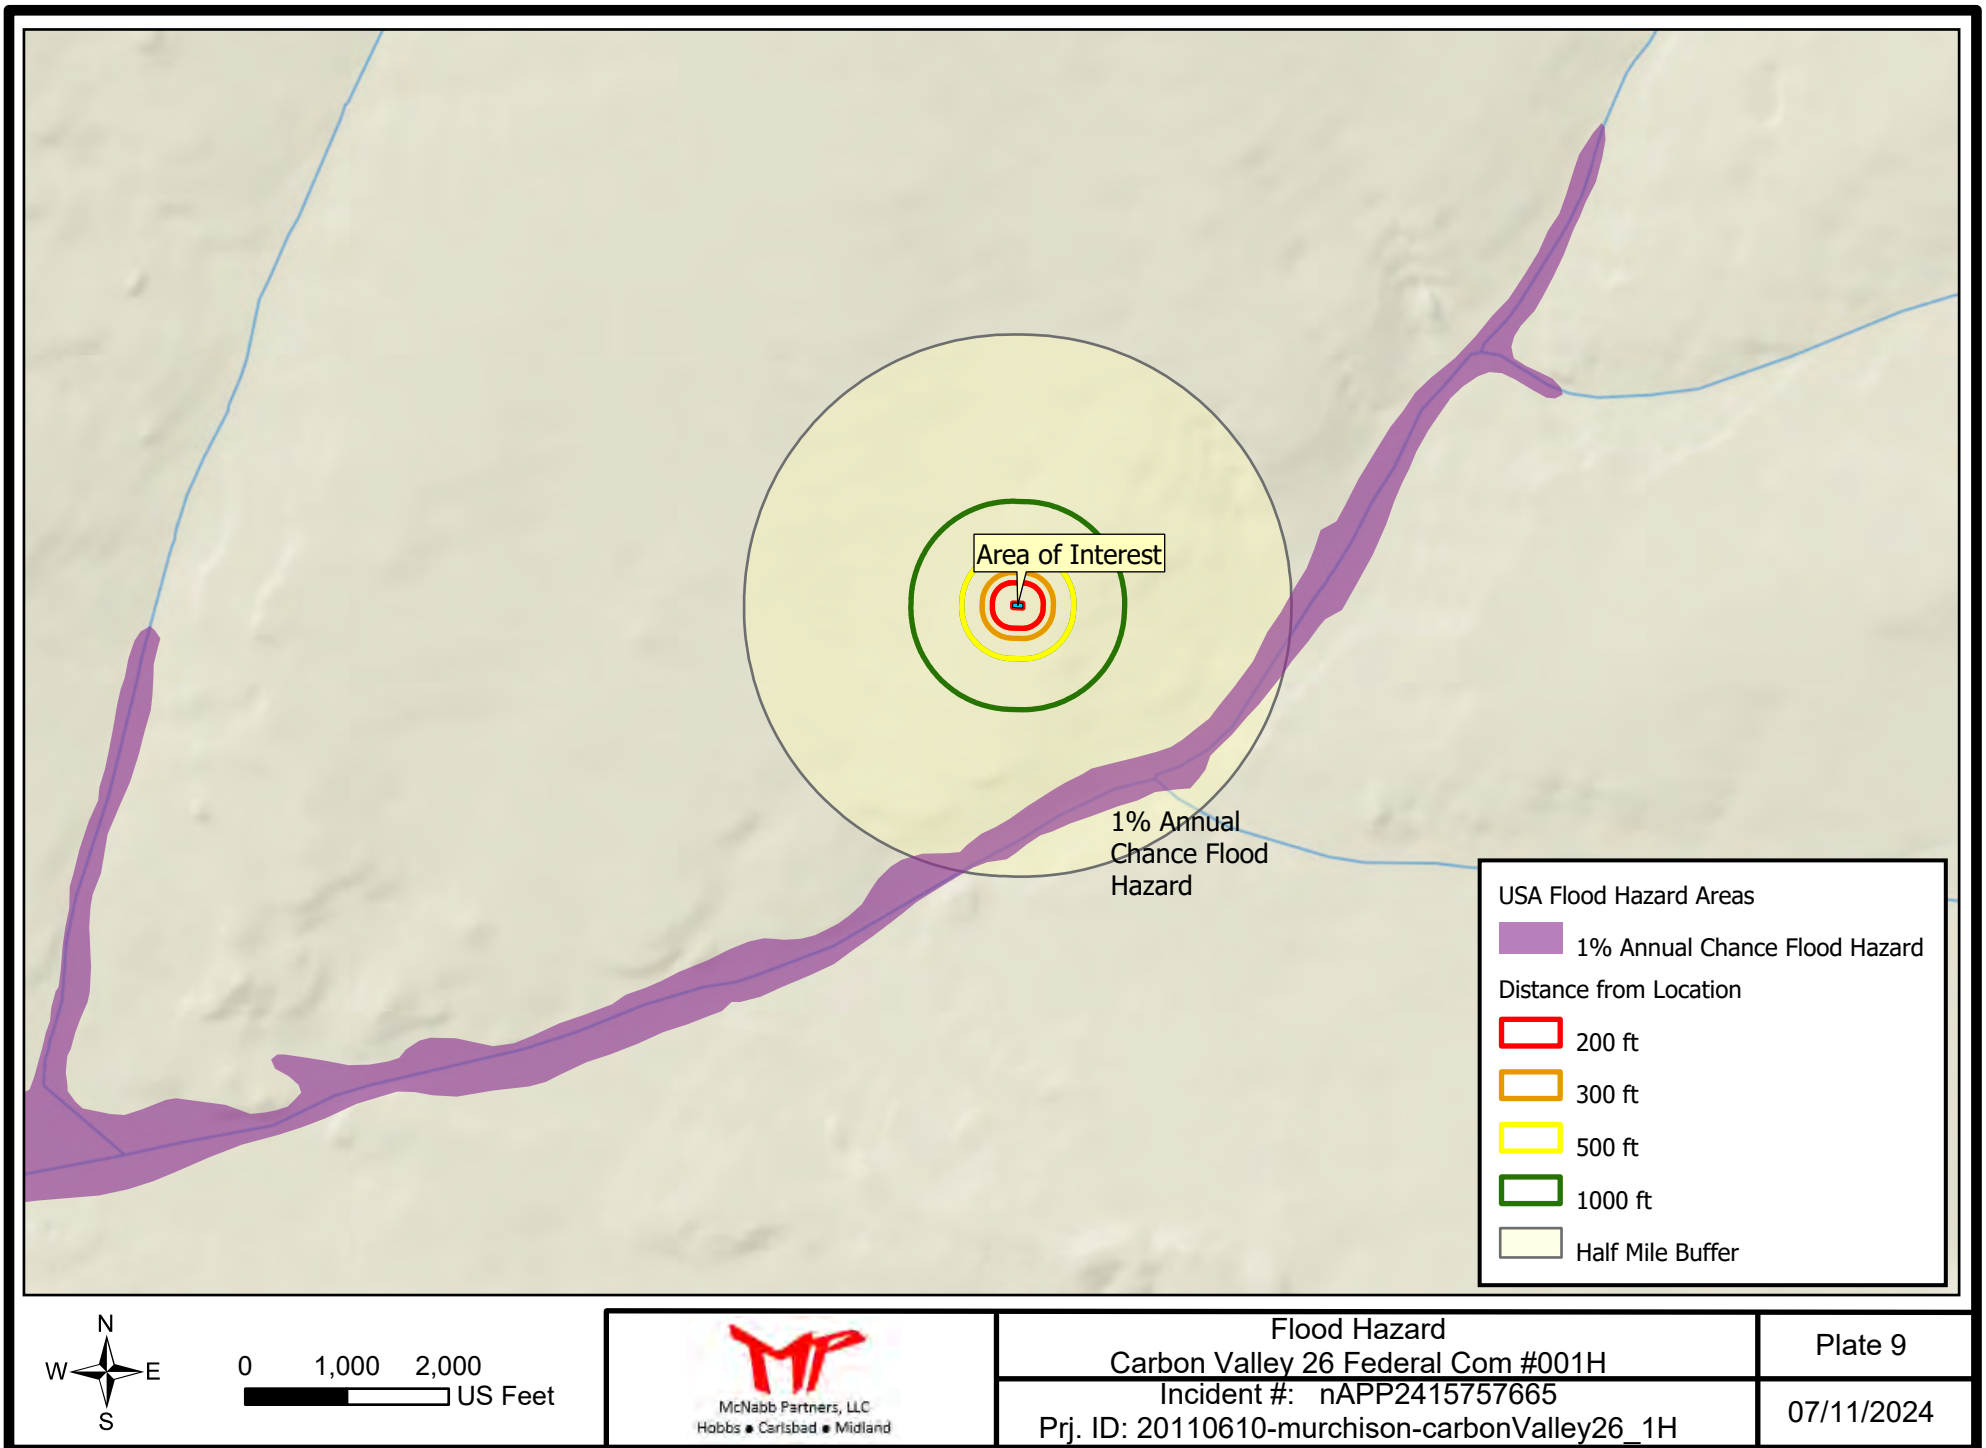 Area of Interest
1% Annual
Chance Flood
Hazard
USA Flood Hazard Areas
1% Annual Chance Flood Hazard
Distance from Location
200 ft
300 ft
500 ft
1000 ft
Half Mile Buffer
N
W E
S
0 1,000 2,000
US Feet
MP
McNabb Partners, LLC
Hobbs • Carlsbad • Midland
Flood Hazard
Carbon Valley 26 Federal Com #001H
Incident #: nAPP2415757665
Prj. ID: 20110610-murchison-carbonValley26_1H
Plate 9
07/11/2024